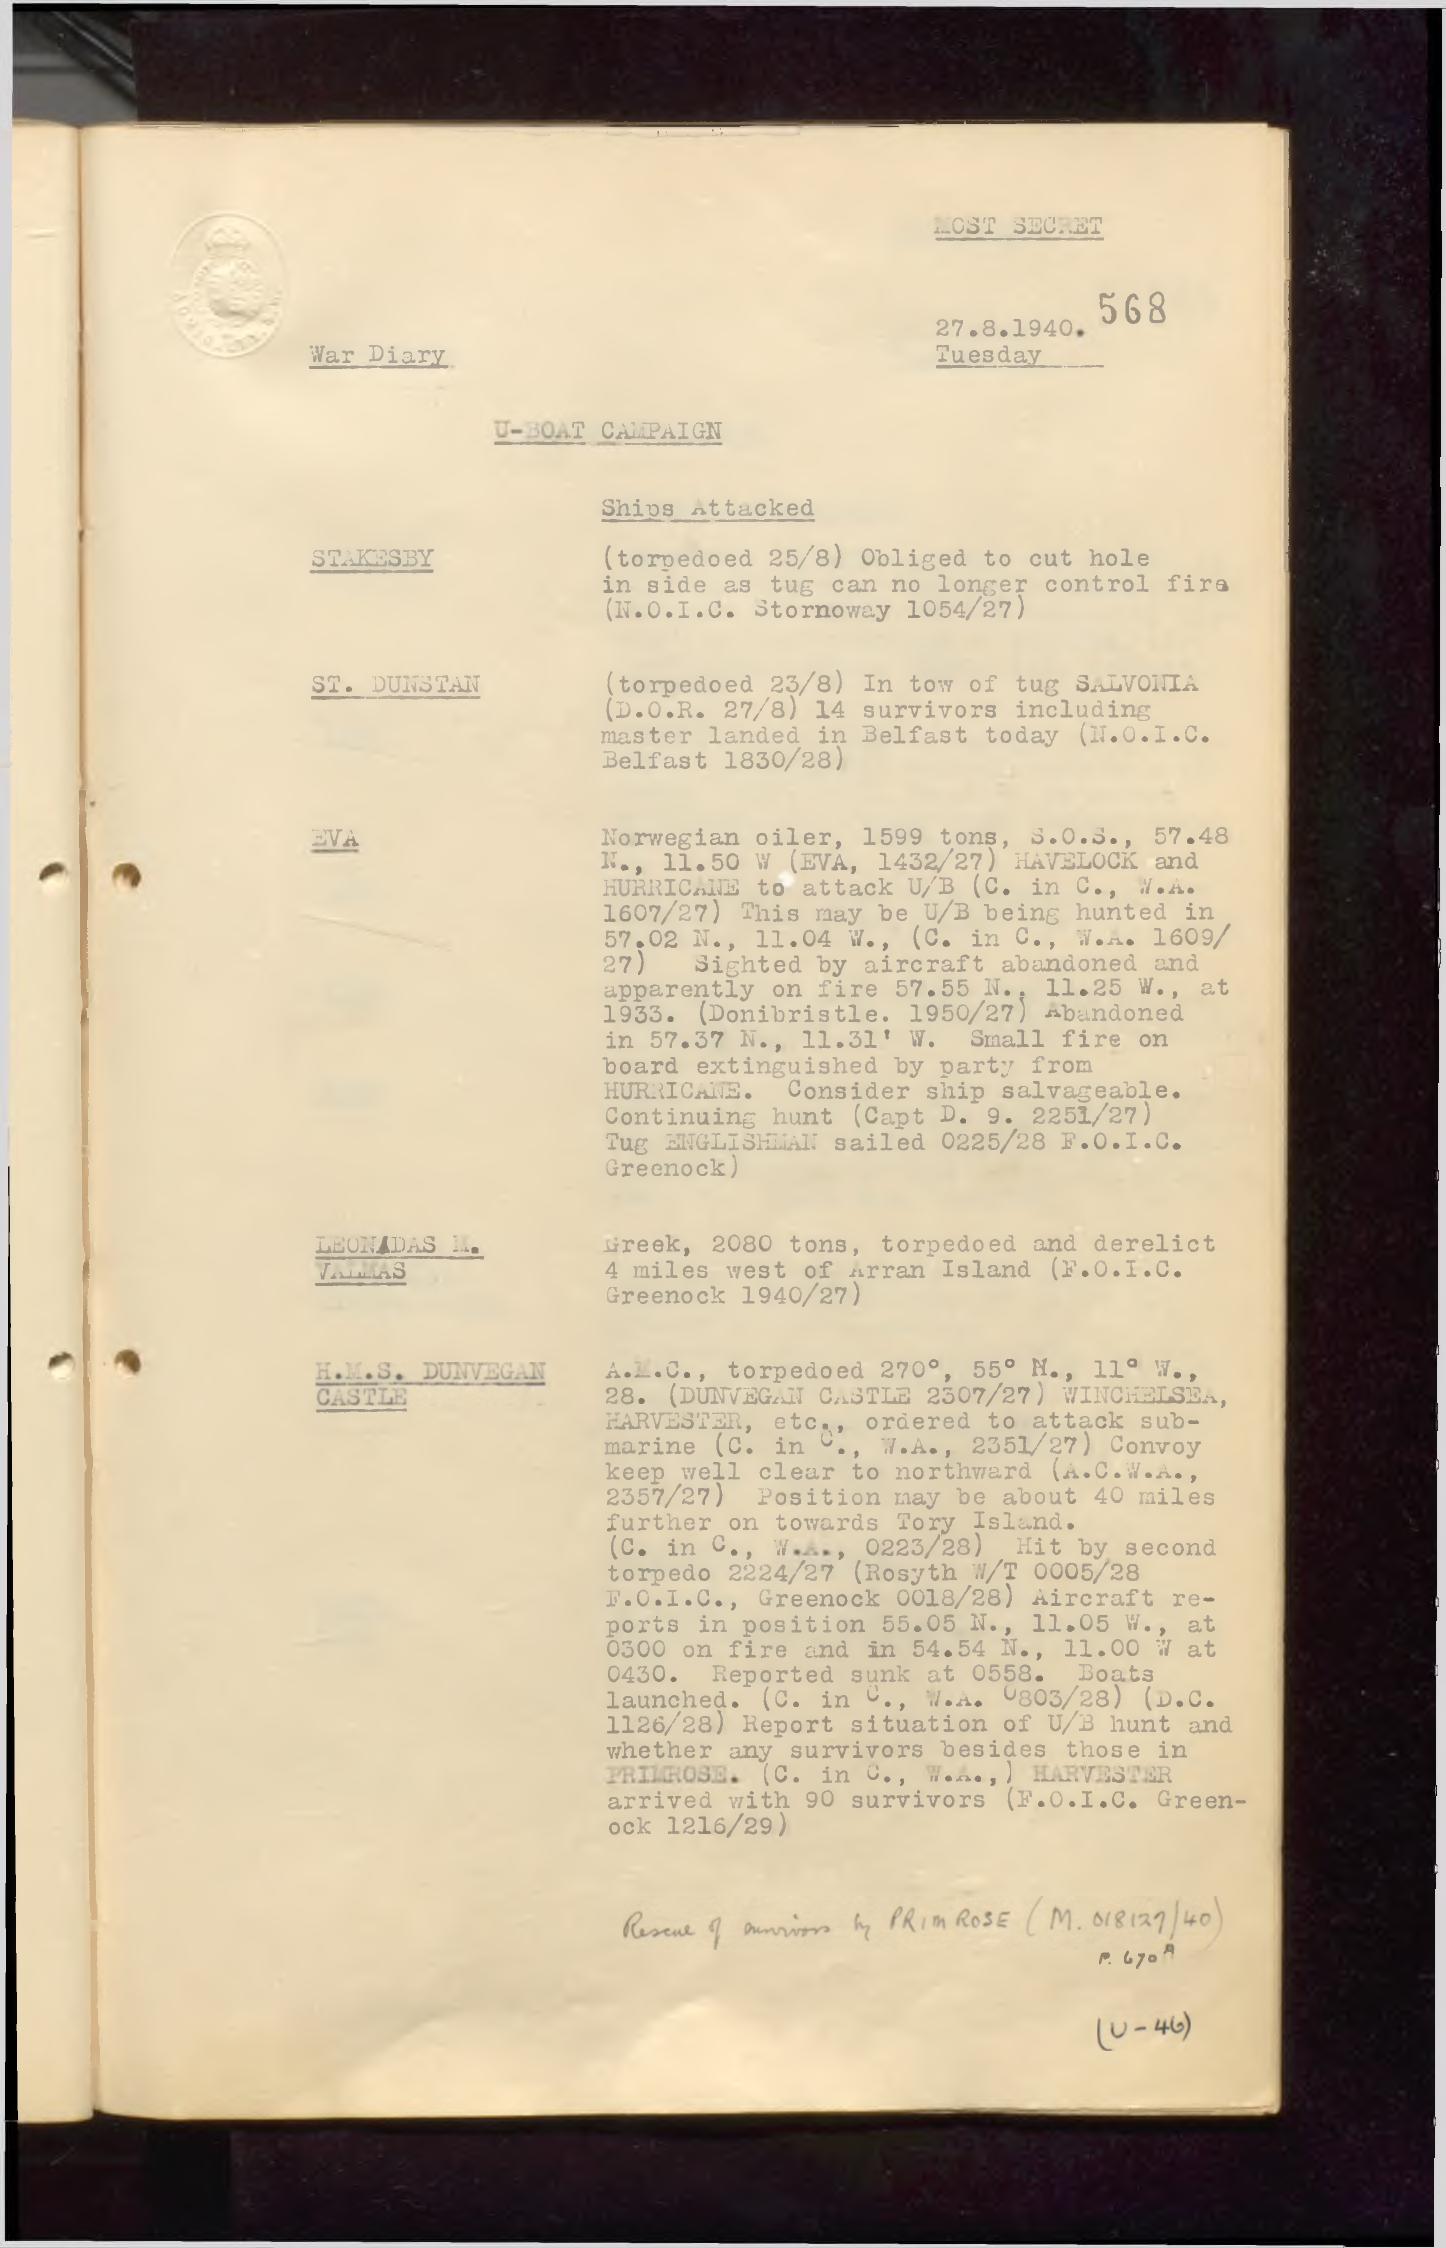 MOST SECRET
568
27.8.1940.
War Diary
Tuesday
U-BOAT CAMPAIGN
Ships Attacked
STAKESBY
(torpedoed 25/8) Obliged to cut hole
in side as tug can no longer control fire
(N.O.I.C. Stornoway 1054/27)
ST. DUNSTAN
(torpedoed 23/8) In tow of tug SALVONIA
(D.O.R. 27/8) 14 survivors including
master landed in Belfast today (N.O.I.C.
Belfast 1830/28)
EVA
Norwegian oiler, 1599 tons, S.O.S., 57.48
N., 11.50 W (EVA, 1432/27) HAVELOCK and
HURRICANE to attack U/B (C. in C., W.A.
1607/27) This may be U/B being hunted in
57.02 N., 11.04 W., (C. in C., W.A. 1609/
27) Sighted by aircraft abandoned and
apparently on fire 57.55 N., 11.25 W., at
1933. (Donibristle. 1950/27) Abandoned
in 57.37 N., 11.31' W. Small fire on
board extinguished by party from
HURRICANE. Consider ship salvageable.
Continuing hunt (Capt D. 9. 2251/27)
Tug ENGLISHMAN sailed 0225/28 F.O.I.C.
Greenock)
LEONIDAS M.
VALMAS
Greek, 2080 tons, torpedoed and derelict
4 miles west of Arran Island (F.O.I.C.
Greenock 1940/27)
H.M.S. DUNVEGAN
CASTLE
A.M.C., torpedoed 270°, 55° N., 11° W.,
28. (DUNVEGAN CASTLE 2307/27) WINCHELSEA,
HARVESTER, etc., ordered to attack sub-
marine (C. in C., W.A., 2351/27) Convoy
keep well clear to northward (A.C.W.A.,
2357/27) Position may be about 40 miles
further on towards Tory Island.
(C. in C., W.A., 0223/28) Hit by second
torpedo 2224/27 (Rosyth W/T 0005/28
F.O.I.C., Greenock 0018/28) Aircraft re-
ports in position 55.05 N., 11.05 W., at
0300 on fire and in 54.54 N., 11.00 W at
0430. Reported sunk at 0558. Boats
launched. (C. in C., W.A. 0803/28) (D.C.
1126/28) Report situation of U/B hunt and
whether any survivors besides those in
PRIMROSE. (C. in C., W.A.,) HARVESTER
arrived with 90 survivors (F.O.I.C. Green-
ock 1216/29)
Rescue of survivors by PRIMROSE (M. 018127/40)
P. 670A
(U-46)